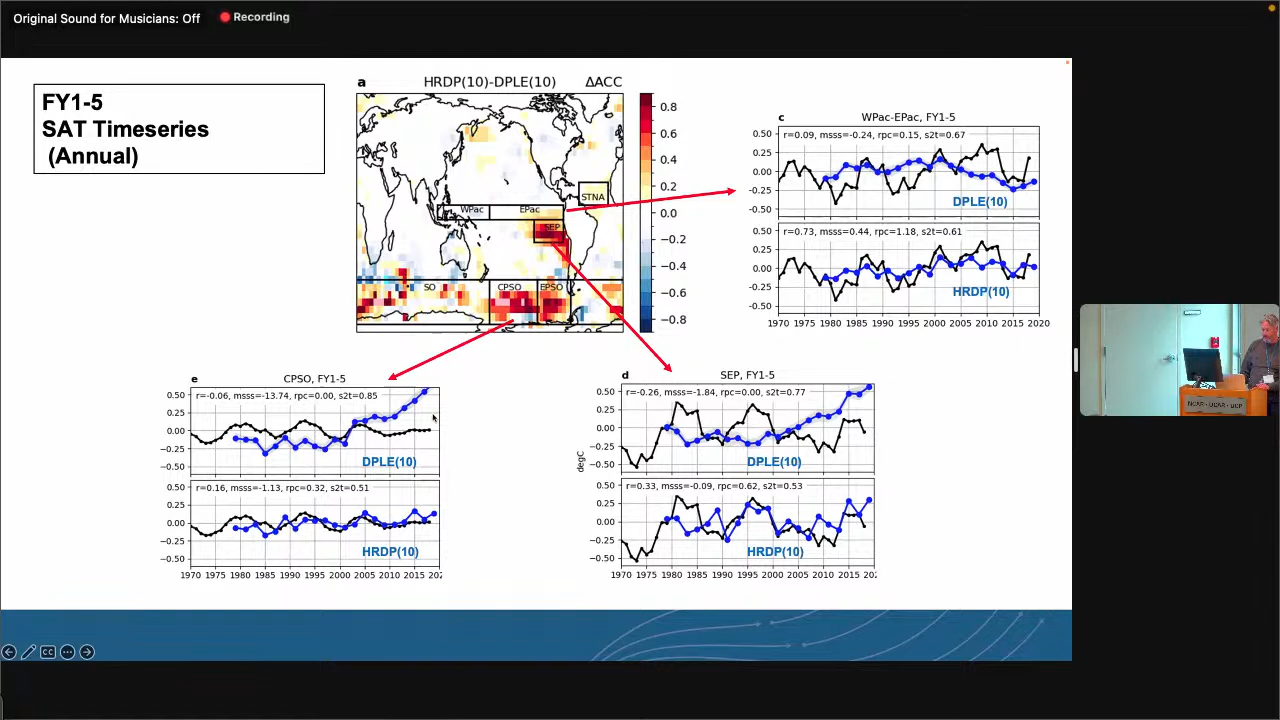 Original Sound for Musicians: Off
Recording
FY1-5
SAT Timeseries
(Annual)
a HRDP(10)-DPLE(10) ΔACC
0.8
0.6
0.4
0.2
0.0
−0.2
−0.4
−0.6
−0.8
STNA
WPac EPac
SEP
SO CPSO EPSO
c WPac-EPac, FY1-5
r=0.09, msss=-0.24, rpc=0.15, s2t=0.67
0.50
0.25
0.00
−0.25
−0.50
DPLE(10)
r=0.73, msss=0.44, rpc=1.18, s2t=0.61
0.50
0.25
0.00
−0.25
−0.50
HRDP(10)
1970 1975 1980 1985 1990 1995 2000 2005 2010 2015 2020
e CPSO, FY1-5
r=-0.06, msss=-13.74, rpc=0.00, s2t=0.85
0.50
0.25
0.00
−0.25
−0.50
DPLE(10)
r=0.16, msss=-1.13, rpc=0.32, s2t=0.51
0.50
0.25
0.00
−0.25
−0.50
HRDP(10)
1970 1975 1980 1985 1990 1995 2000 2005 2010 2015
d SEP, FY1-5
r=-0.26, msss=-1.84, rpc=0.00, s2t=0.77
0.50
0.25
0.00
−0.25
−0.50
degC
DPLE(10)
r=0.33, msss=-0.09, rpc=0.62, s2t=0.53
0.50
0.25
0.00
−0.25
−0.50
HRDP(10)
1970 1975 1980 1985 1990 1995 2000 2005 2010 2015
NCAR - UCAR - UCP
CC